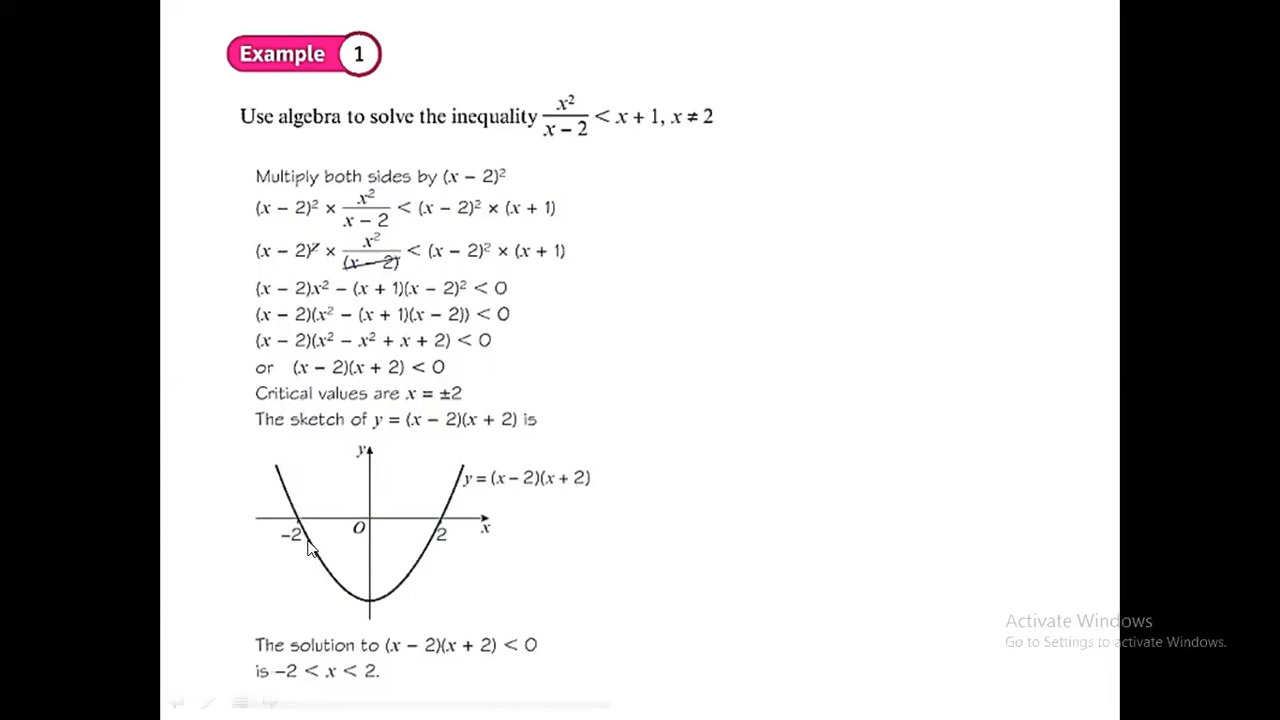 Example 1
Use algebra to solve the inequality x²/(x − 2) < x + 1, x ≠ 2
Multiply both sides by (x − 2)²
(x − 2)² × x²/(x − 2) < (x − 2)² × (x + 1)
(x − 2)² × x²/(x − 2) < (x − 2)² × (x + 1)
(x − 2)x² − (x + 1)(x − 2)² < 0
(x − 2)(x² − (x + 1)(x − 2)) < 0
(x − 2)(x² − x² + x + 2) < 0
or (x − 2)(x + 2) < 0
Critical values are x = ±2
The sketch of y = (x − 2)(x + 2) is
y
y = (x − 2)(x + 2)
−2 O 2 x
The solution to (x − 2)(x + 2) < 0
is −2 < x < 2.
Activate Windows
Go to Settings to activate Windows.